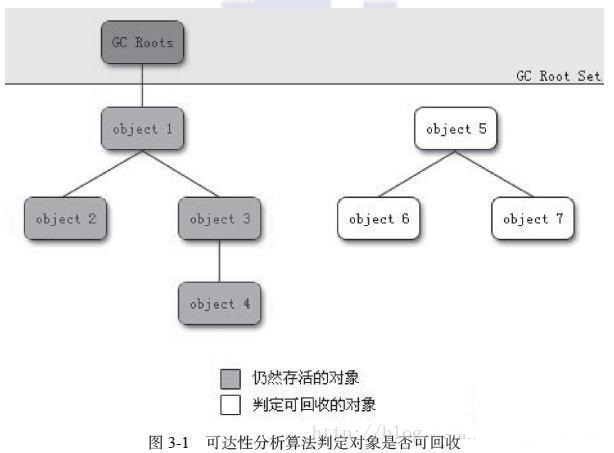 GC Roots
GC Root Set
object 1
object 5
object 2
object 3
object 6
object 7
object 4
仍然存活的对象
判定可回收的对象
http://blog.
图 3-1 可达性分析算法判定对象是否可回收